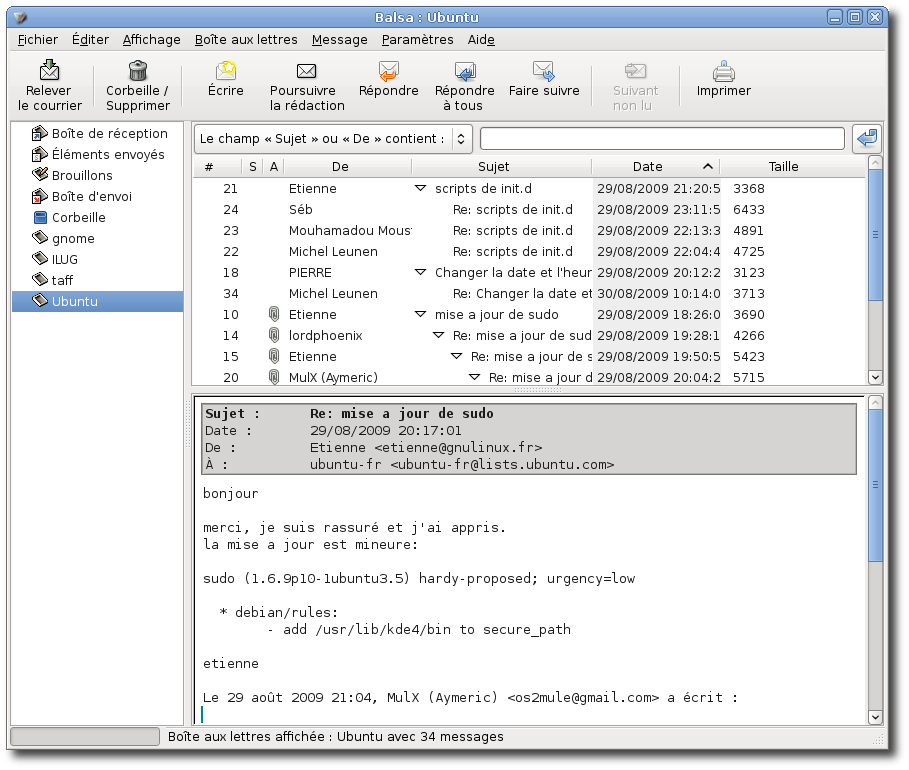 Balsa : Ubuntu
Fichier Éditer Affichage Boîte aux lettres Message Paramètres Aide
Relever le courrier
Corbeille / Supprimer
Écrire
Poursuivre la rédaction
Répondre
Répondre à tous
Faire suivre
Suivant non lu
Imprimer
Boîte de réception
Éléments envoyés
Brouillons
Boîte d'envoi
Corbeille
gnome
ILUG
taff
Ubuntu
Le champ « Sujet » ou « De » contient :
# S A De Sujet Date Taille
21 Etienne scripts de init.d 29/08/2009 21:20:5 3368
24 Séb Re: scripts de init.d 29/08/2009 23:11:5 6433
23 Mouhamadou Mous Re: scripts de init.d 29/08/2009 22:13:3 4891
22 Michel Leunen Re: scripts de init.d 29/08/2009 22:04:4 4725
18 PIERRE Changer la date et l'heur 29/08/2009 20:12:2 3123
34 Michel Leunen Re: Changer la date et 30/08/2009 10:14:0 3713
10 Etienne mise a jour de sudo 29/08/2009 18:26:0 3690
14 lordphoenix Re: mise a jour de sud 29/08/2009 19:28:1 4266
15 Etienne Re: mise a jour de s 29/08/2009 19:50:5 5423
20 MulX (Aymeric) Re: mise a jour d 29/08/2009 20:04:2 5715
Sujet : Re: mise a jour de sudo
Date : 29/08/2009 20:17:01
De : Etienne <etienne@gnulinux.fr>
À : ubuntu-fr <ubuntu-fr@lists.ubuntu.com>
bonjour
merci, je suis rassuré et j'ai appris.
la mise a jour est mineure:
sudo (1.6.9p10-1ubuntu3.5) hardy-proposed; urgency=low
* debian/rules:
- add /usr/lib/kde4/bin to secure_path
etienne
Le 29 août 2009 21:04, MulX (Aymeric) <os2mule@gmail.com> a écrit :
Boîte aux lettres affichée : Ubuntu avec 34 messages